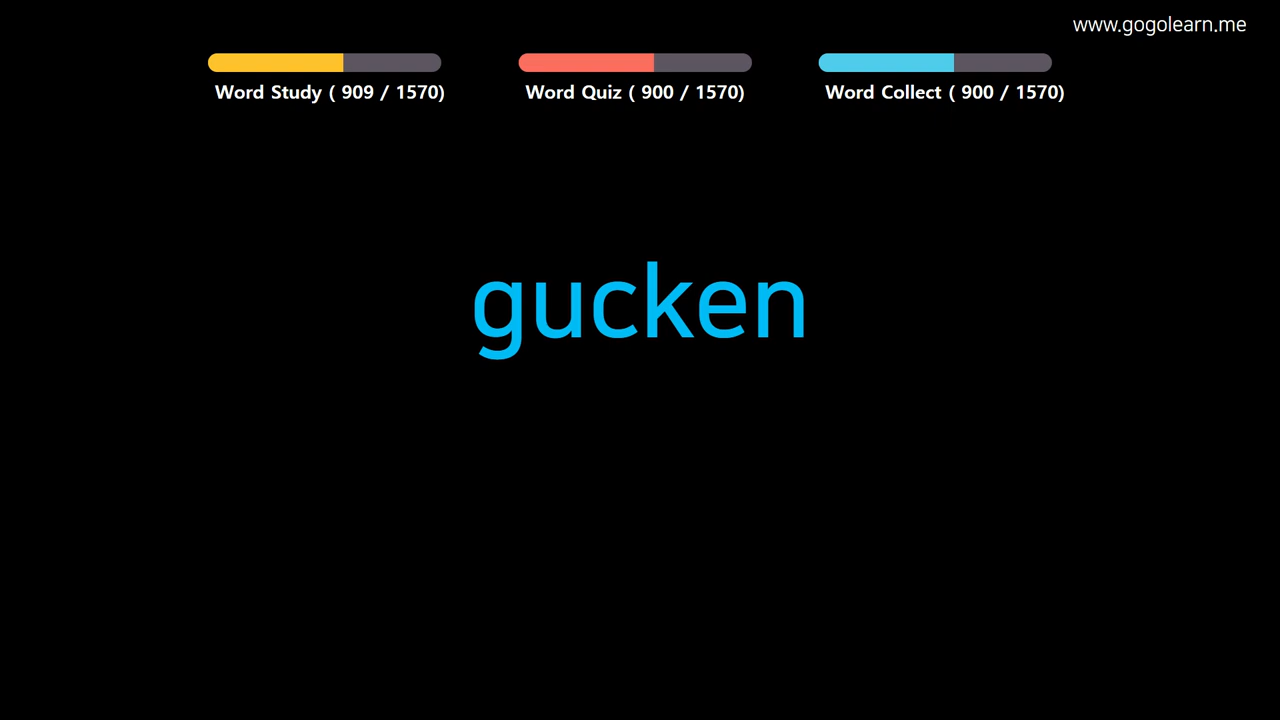 www.gogolearn.me
Word Study ( 909 / 1570)
Word Quiz ( 900 / 1570)
Word Collect ( 900 / 1570)
gucken